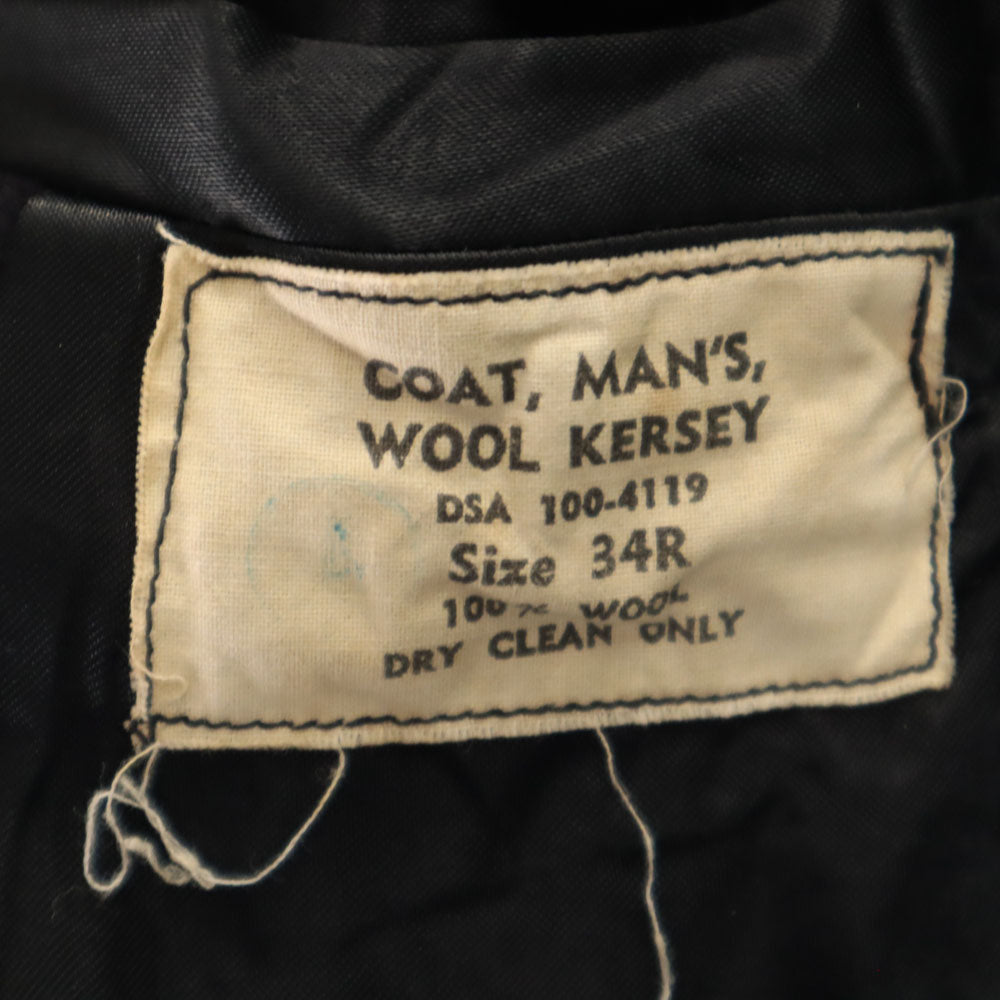 COAT, MAN'S,
WOOL KERSEY
DSA 100-4119
Size 34R
100% WOOL
DRY CLEAN ONLY